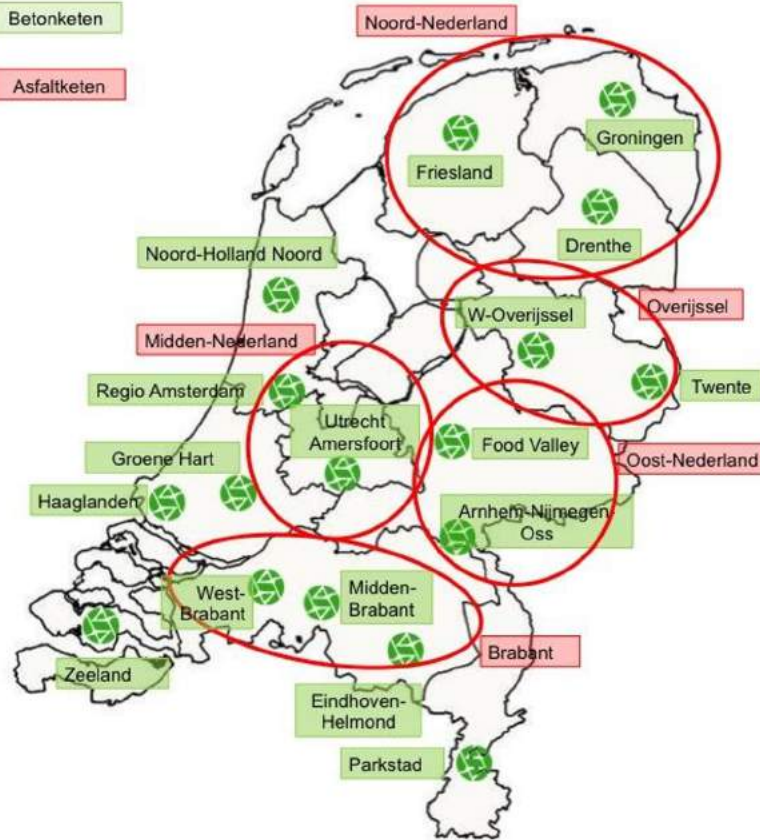 Betonketen
Noord-Nederland
Asfaltketen
Groningen
Friesland
Drenthe
Noord-Holland Noord
Overijssel
W-Overijssel
Midden-Nederland
Regio Amsterdam
Twente
Utrecht
Amersfoort
Food Valley
Groene Hart
Oost-Nederland
Haaglanden
Arnhem-Nijmegen-
Oss
West-
Brabant
Midden-
Brabant
Brabant
Zeeland
Eindhoven-
Helmond
Parkstad